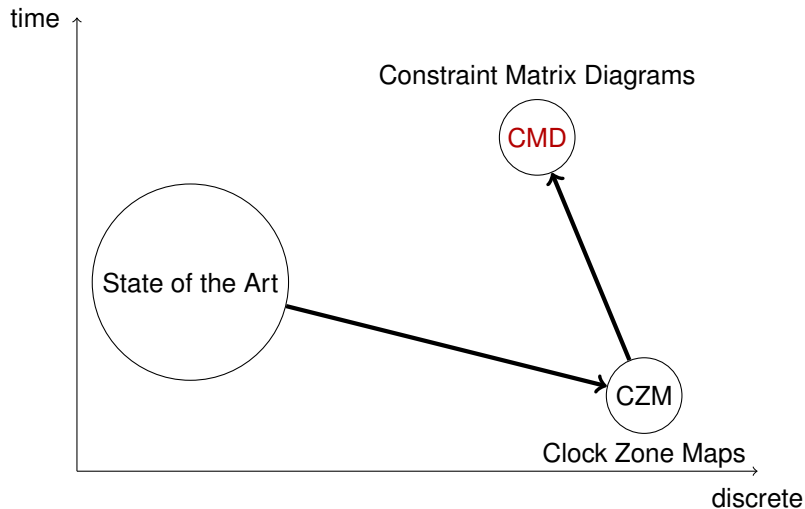 time
Constraint Matrix Diagrams
CMD
State of the Art
CZM
Clock Zone Maps
discrete